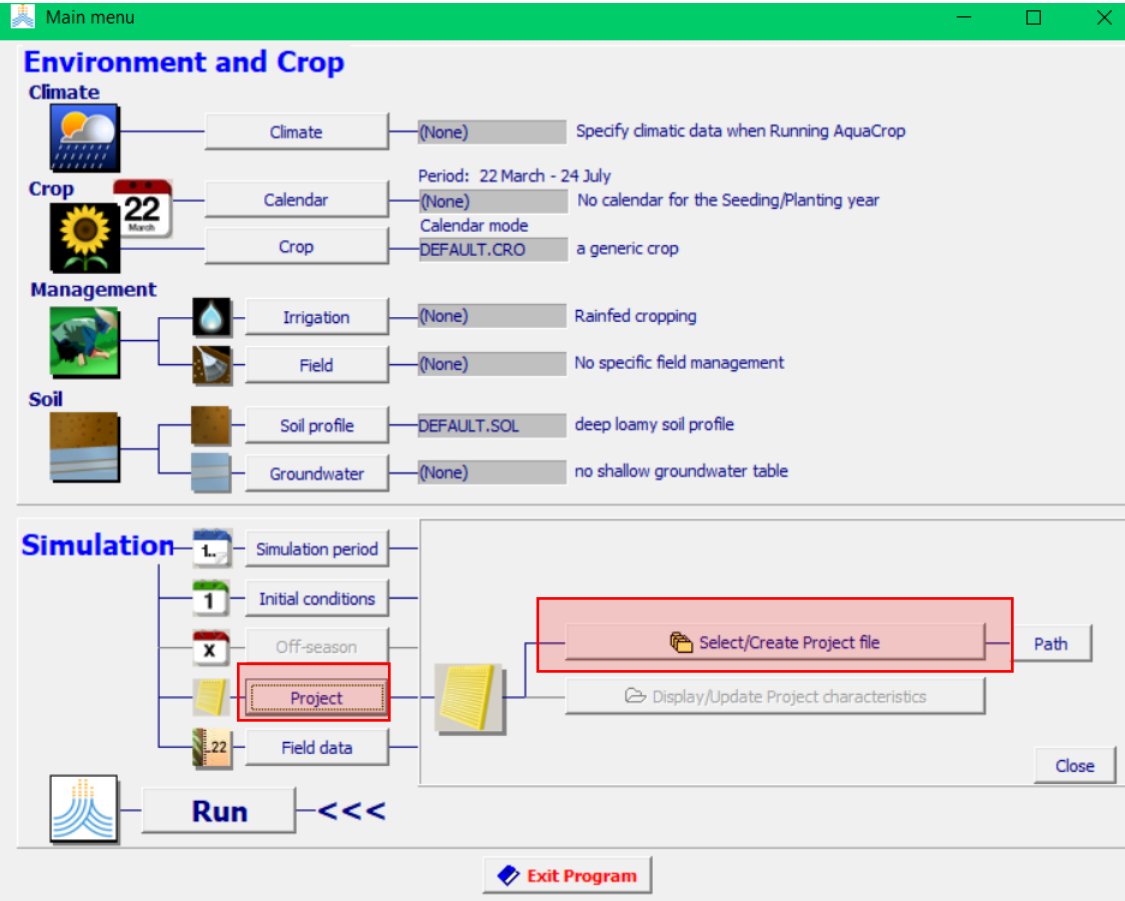 Main menu
Environment and Crop
Climate
Climate
(None)
Specify climatic data when Running AquaCrop
Period: 22 March - 24 July
Crop
22
March
Calendar
(None)
No calendar for the Seeding/Planting year
Calendar mode
Crop
DEFAULT.CRO
a generic crop
Management
Irrigation
(None)
Rainfed cropping
Field
(None)
No specific field management
Soil
Soil profile
DEFAULT.SOL
deep loamy soil profile
Groundwater
(None)
no shallow groundwater table
Simulation
1..
Simulation period
1
Initial conditions
X
Off-season
Select/Create Project file
Path
Project
Display/Update Project characteristics
..22
Field data
Close
Run
<<<
Exit Program